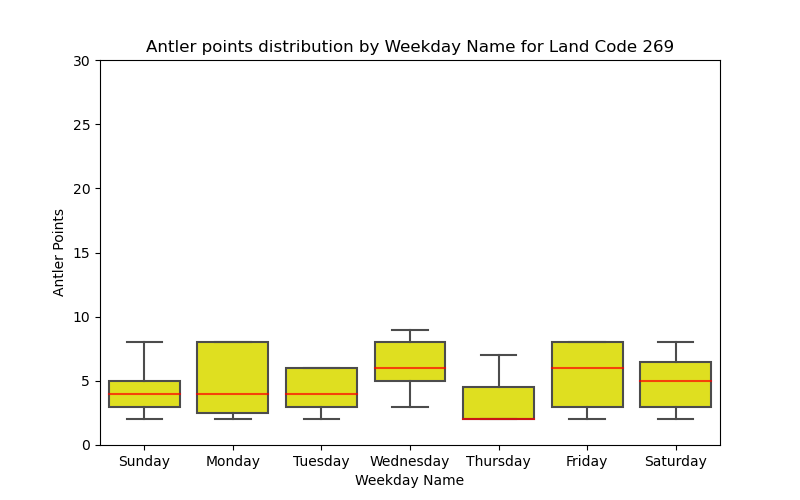 Antler points distribution by Weekday Name for Land Code 269
30
25
20
15
10
5
0
Antler Points
Sunday Monday Tuesday Wednesday Thursday Friday Saturday
Weekday Name